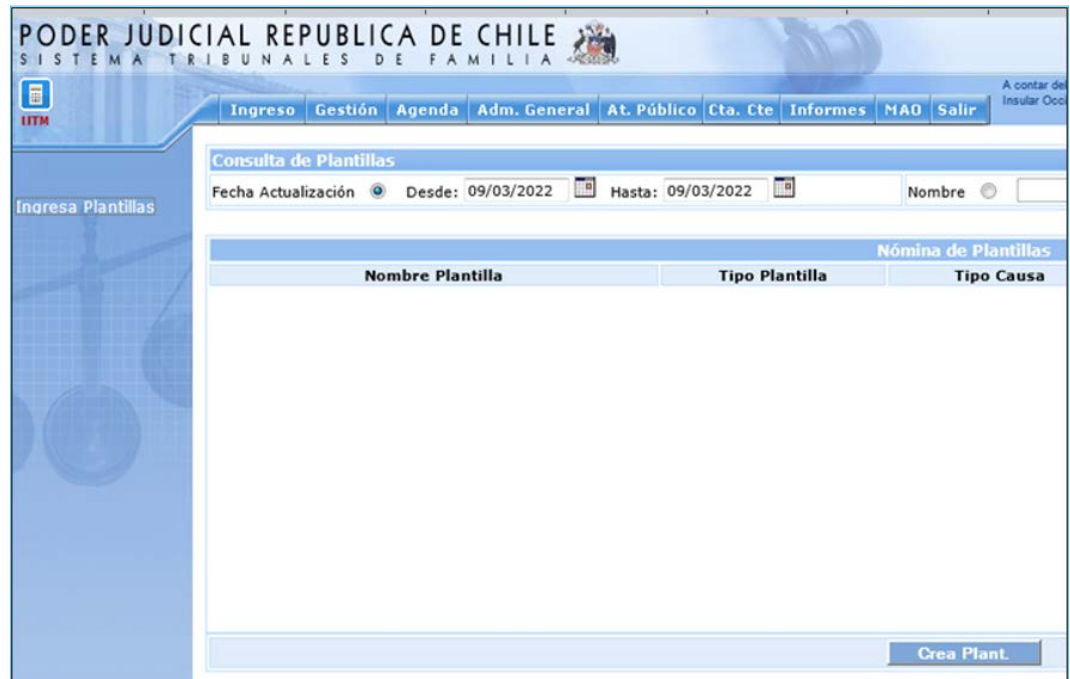 PODER JUDICIAL REPUBLICA DE CHILE
SISTEMA TRIBUNALES DE FAMILIA
IITM
A contar del
Insular Occi
Ingreso Gestión Agenda Adm. General At. Público Cta. Cte Informes MAO Salir
Ingresa Plantillas
Consulta de Plantillas
Fecha Actualización Desde: 09/03/2022 Hasta: 09/03/2022 Nombre
Nómina de Plantillas
Nombre Plantilla Tipo Plantilla Tipo Causa
Crea Plant.